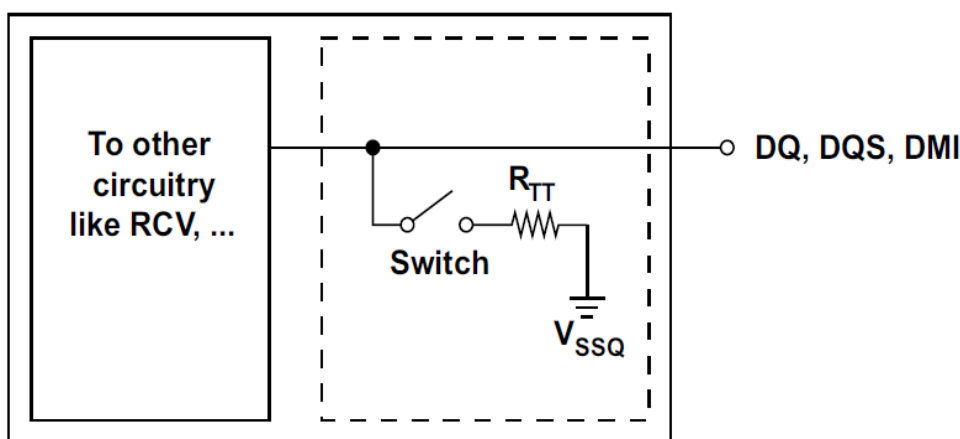 To other
circuitry
like RCV, ...
DQ, DQS, DMI
RTT
Switch
VSSQ